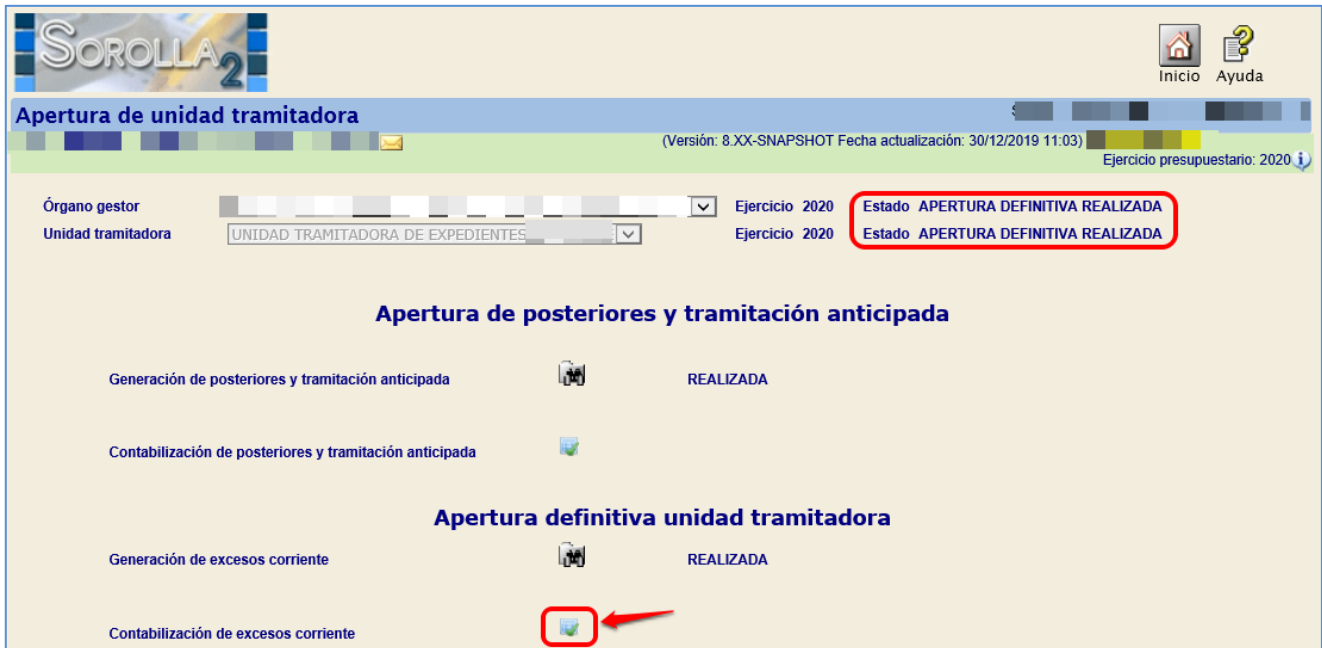 SOROLLA2
Inicio Ayuda
Apertura de unidad tramitadora
(Versión: 8.XX-SNAPSHOT Fecha actualización: 30/12/2019 11:03)
Ejercicio presupuestario: 2020
Órgano gestor Ejercicio 2020 Estado APERTURA DEFINITIVA REALIZADA
Unidad tramitadora UNIDAD TRAMITADORA DE EXPEDIENTES Ejercicio 2020 Estado APERTURA DEFINITIVA REALIZADA
Apertura de posteriores y tramitación anticipada
Generación de posteriores y tramitación anticipada REALIZADA
Contabilización de posteriores y tramitación anticipada
Apertura definitiva unidad tramitadora
Generación de excesos corriente REALIZADA
Contabilización de excesos corriente